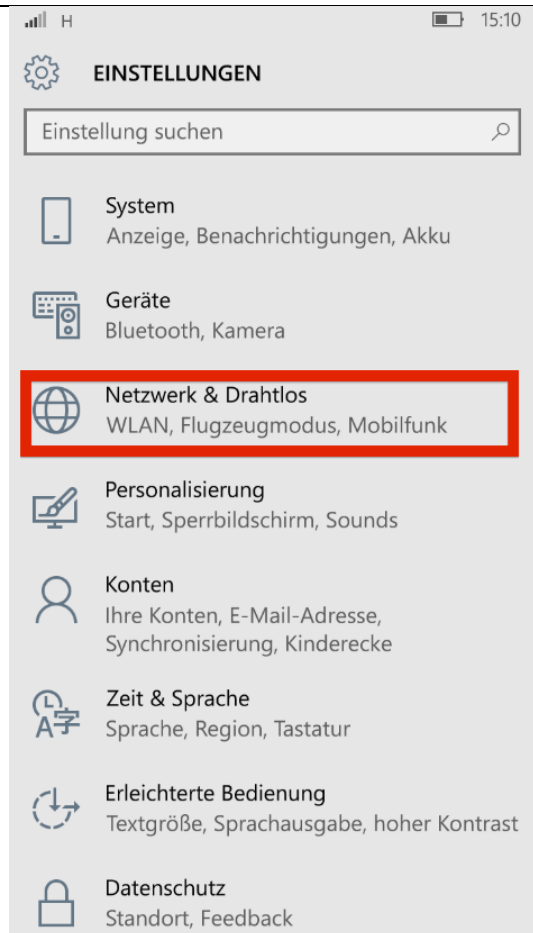 H 15:10
EINSTELLUNGEN
Einstellung suchen
System
Anzeige, Benachrichtigungen, Akku
Geräte
Bluetooth, Kamera
Netzwerk & Drahtlos
WLAN, Flugzeugmodus, Mobilfunk
Personalisierung
Start, Sperrbildschirm, Sounds
Konten
Ihre Konten, E-Mail-Adresse,
Synchronisierung, Kinderecke
Zeit & Sprache
Sprache, Region, Tastatur
Erleichterte Bedienung
Textgröße, Sprachausgabe, hoher Kontrast
Datenschutz
Standort, Feedback